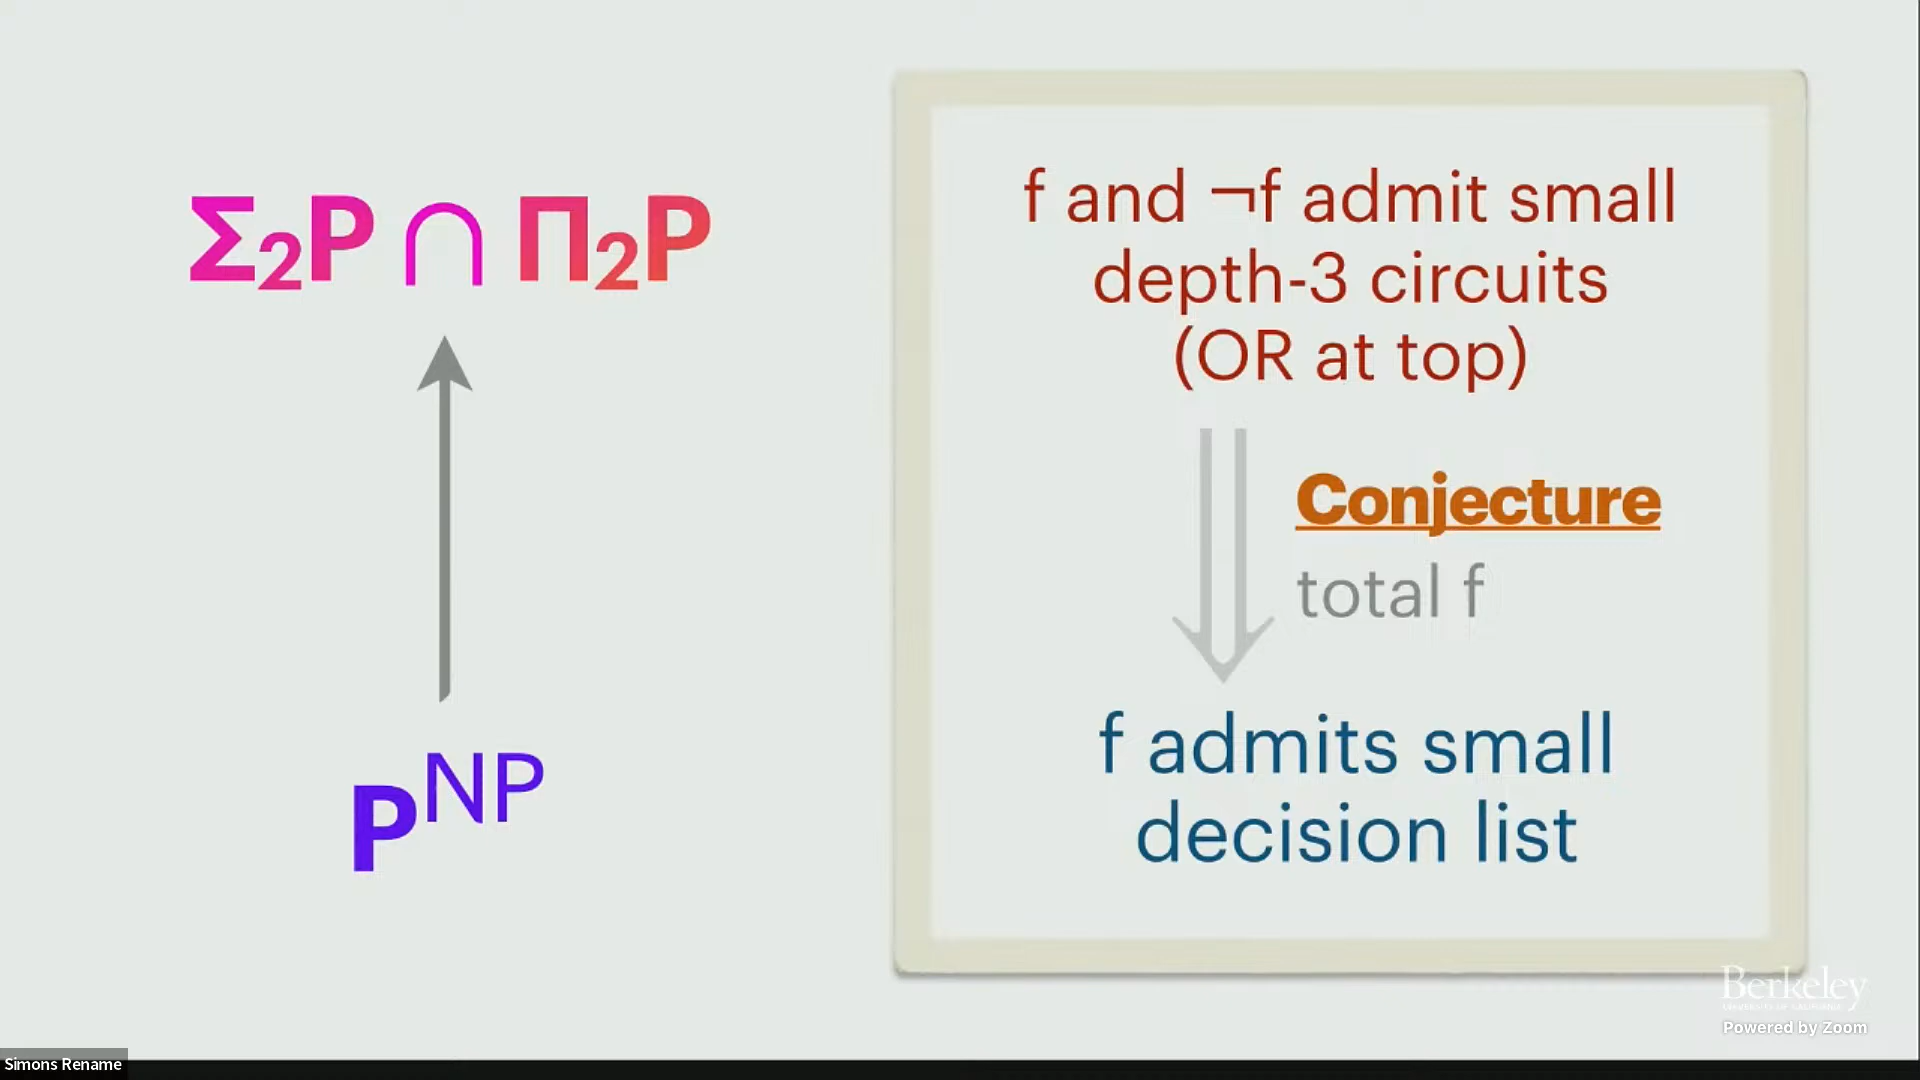 Σ₂P ∩ Π₂P
P^NP
f and ¬f admit small
depth-3 circuits
(OR at top)
Conjecture
total f
f admits small
decision list
Berkeley
Powered by Zoom
Simons Rename